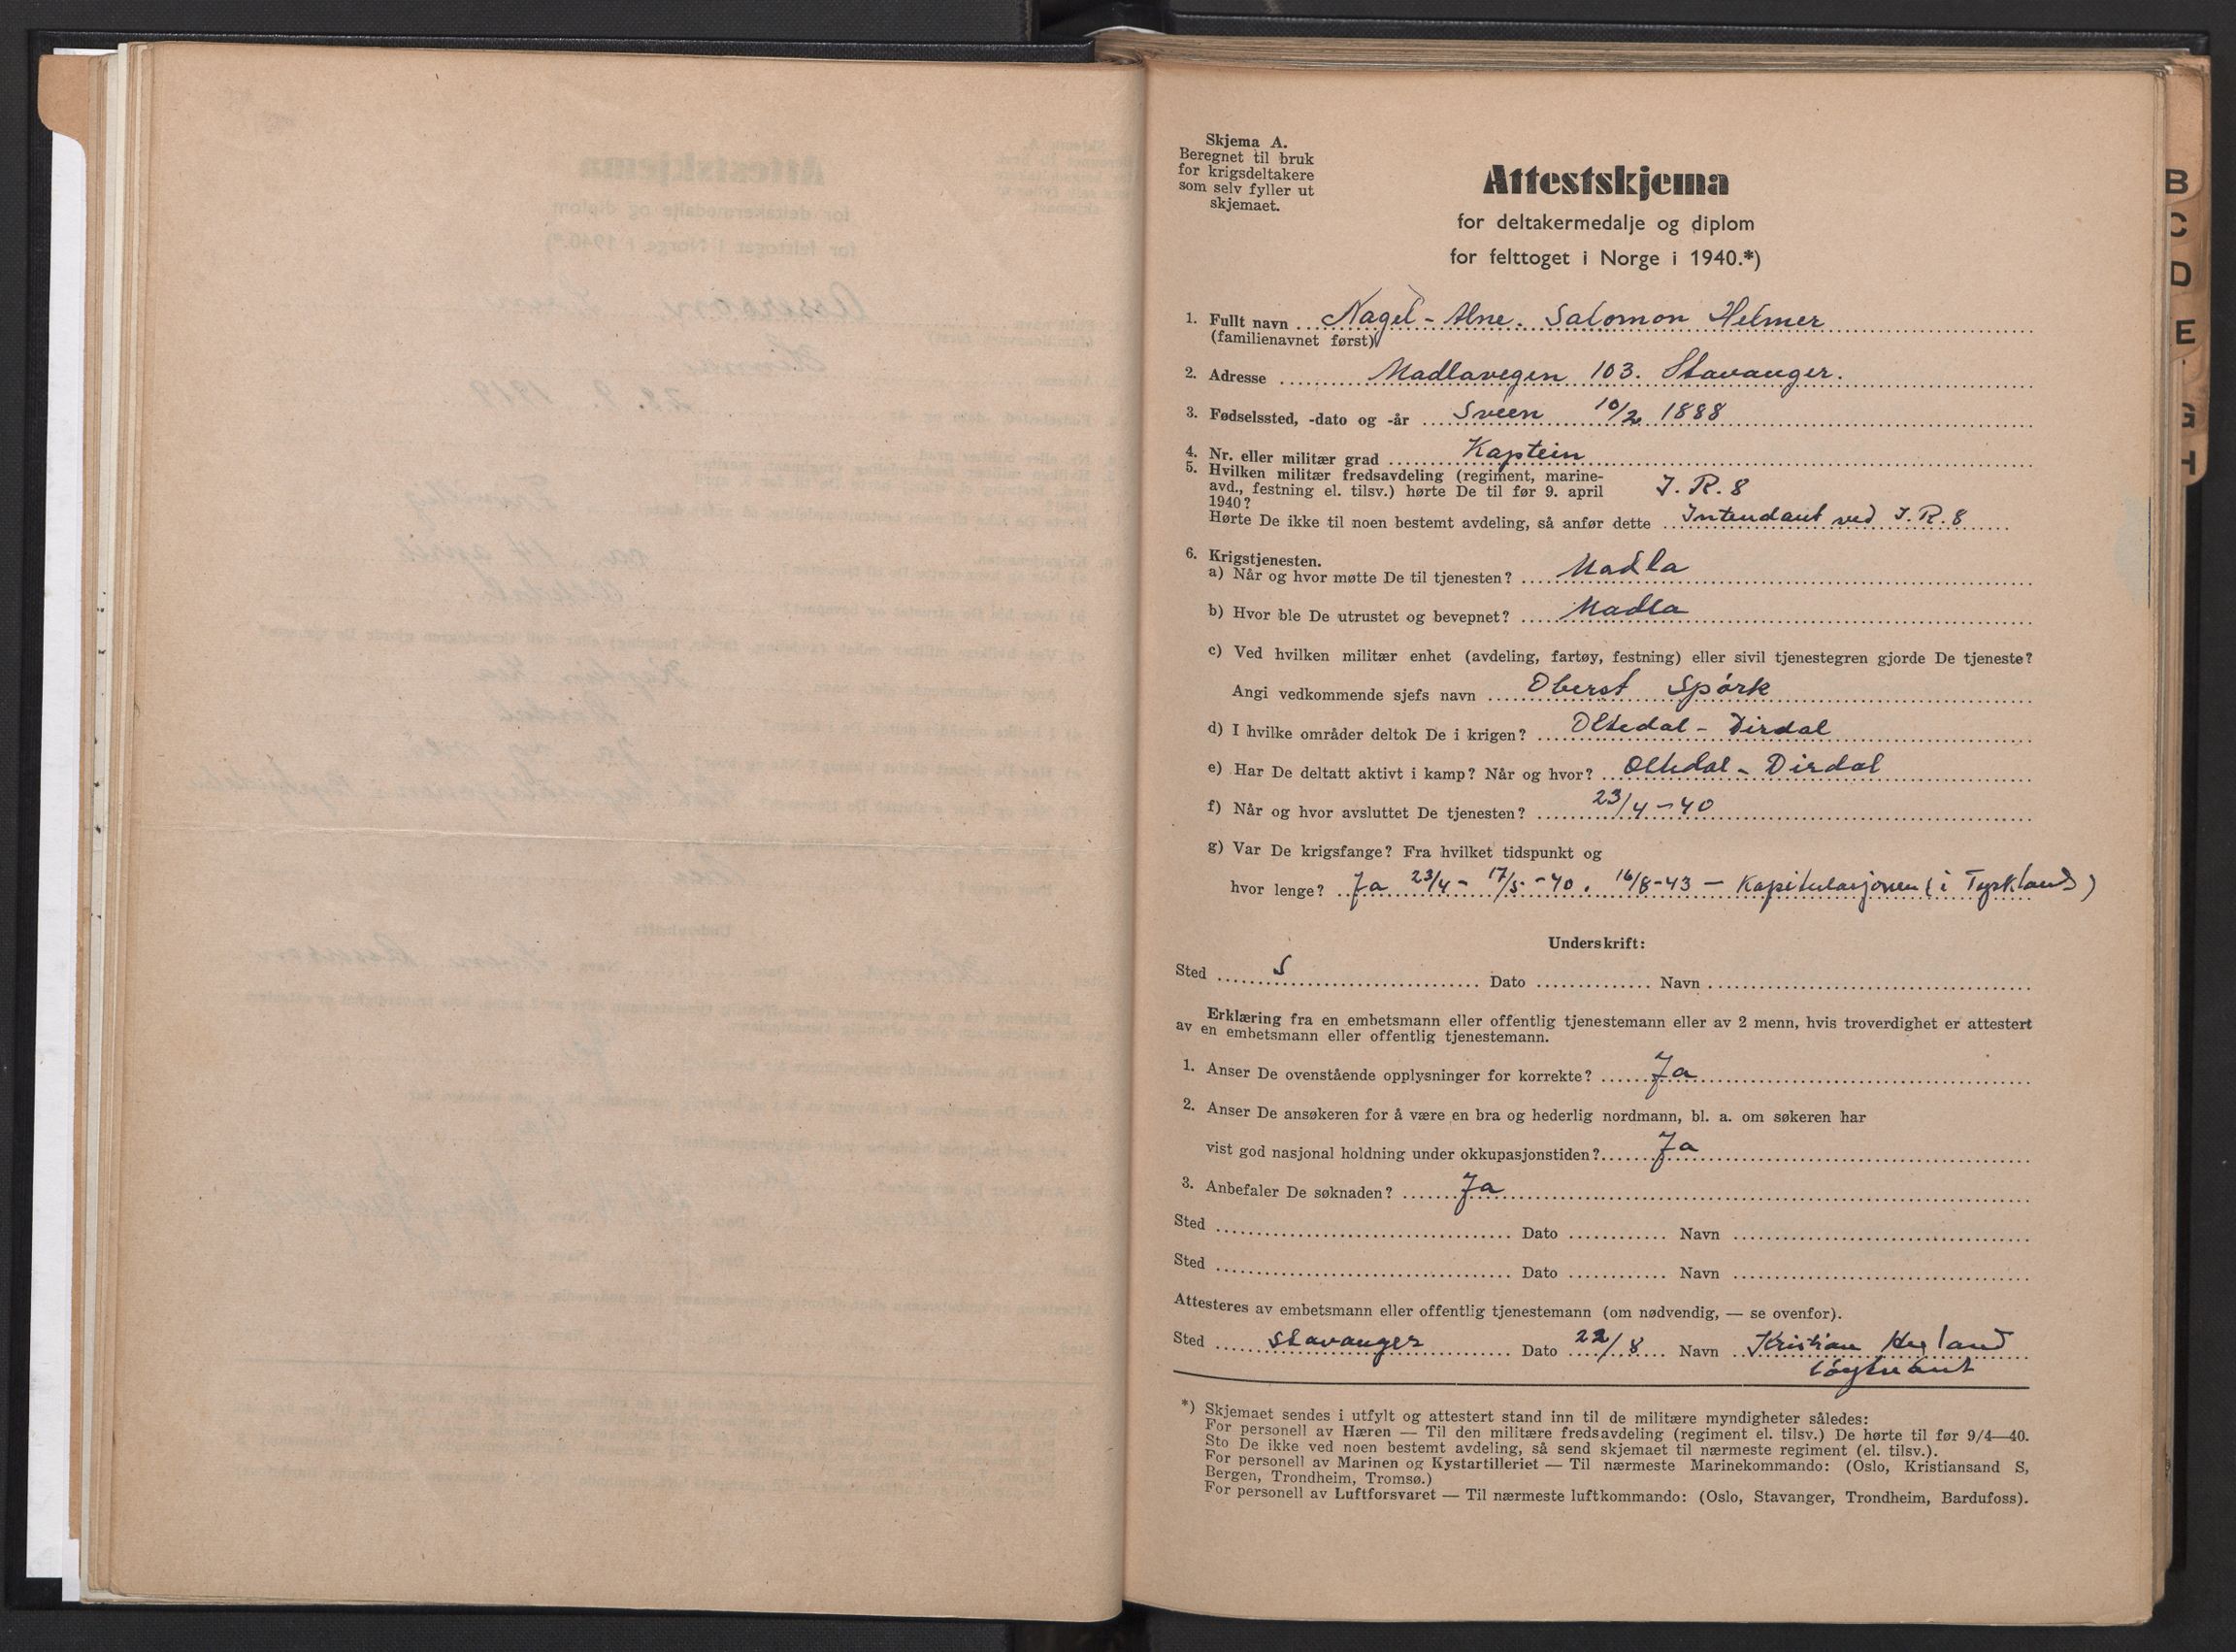 Skjema A.
Beregnet til bruk
for krigsdeltakere
som selv fyller ut
skjemaet.
Attestskjema
for deltakermedalje og diplom
for felttoget i Norge i 1940.*)
1. Fullt navn Nagel - Alne. Salomon Helmer
(familienavnet først)
2. Adresse Madlavegen 103. Stavanger.
3. Fødselssted, -dato og -år Sveen 10/2 1888
4. Nr. eller militær grad Kaptein
5. Hvilken militær fredsavdeling (regiment, marine-
avd., festning el. tilsv.) hørte De til før 9. april J. R. 8
1940?
Hørte De ikke til noen bestemt avdeling, så anfør dette Intendant ved J. R. 8
6. Krigstjenesten.
a) Når og hvor møtte De til tjenesten? Madla
b) Hvor ble De utrustet og bevepnet? Madla
c) Ved hvilken militær enhet (avdeling, fartøy, festning) eller sivil tjenestegren gjorde De tjeneste?
Angi vedkommende sjefs navn Oberst Spørk
d) I hvilke områder deltok De i krigen? Oltedal - Dirdal
e) Har De deltatt aktivt i kamp? Når og hvor? Oltedal - Dirdal
f) Når og hvor avsluttet De tjenesten? 23/4 - 40
g) Var De krigsfange? Fra hvilket tidspunkt og
hvor lenge? Ja 23/4 - 17/5 - 40. 16/8 - 43 - Kapitulasjonen (i Tyskland)
Underskrift:
Sted S Dato Navn
Erklæring fra en embetsmann eller offentlig tjenestemann eller av 2 menn, hvis troverdighet er attestert
av en embetsmann eller offentlig tjenestemann.
1. Anser De ovenstående opplysninger for korrekte? Ja
2. Anser De ansøkeren for å være en bra og hederlig nordmann, bl. a. om søkeren har
vist god nasjonal holdning under okkupasjonstiden? Ja
3. Anbefaler De søknaden? Ja
Sted Dato Navn
Sted Dato Navn
Attesteres av embetsmann eller offentlig tjenestemann (om nødvendig, — se ovenfor).
Sted Stavanger Dato 22/8 Navn Kristian
løytnant
*) Skjemaet sendes i utfylt og attestert stand inn til de militære myndigheter således:
For personell av Hæren — Til den militære fredsavdeling (regiment el. tilsv.) De hørte til før 9/4—40.
Sto De ikke ved noen bestemt avdeling, så send skjemaet til nærmeste regiment (el. tilsv.).
For personell av Marinen og Kystartilleriet — Til nærmeste Marinekommando: (Oslo, Kristiansand S,
Bergen, Trondheim, Tromsø.)
For personell av Luftforsvaret — Til nærmeste luftkommando: (Oslo, Stavanger, Trondheim, Bardufoss).
B
C
D
E
G
H